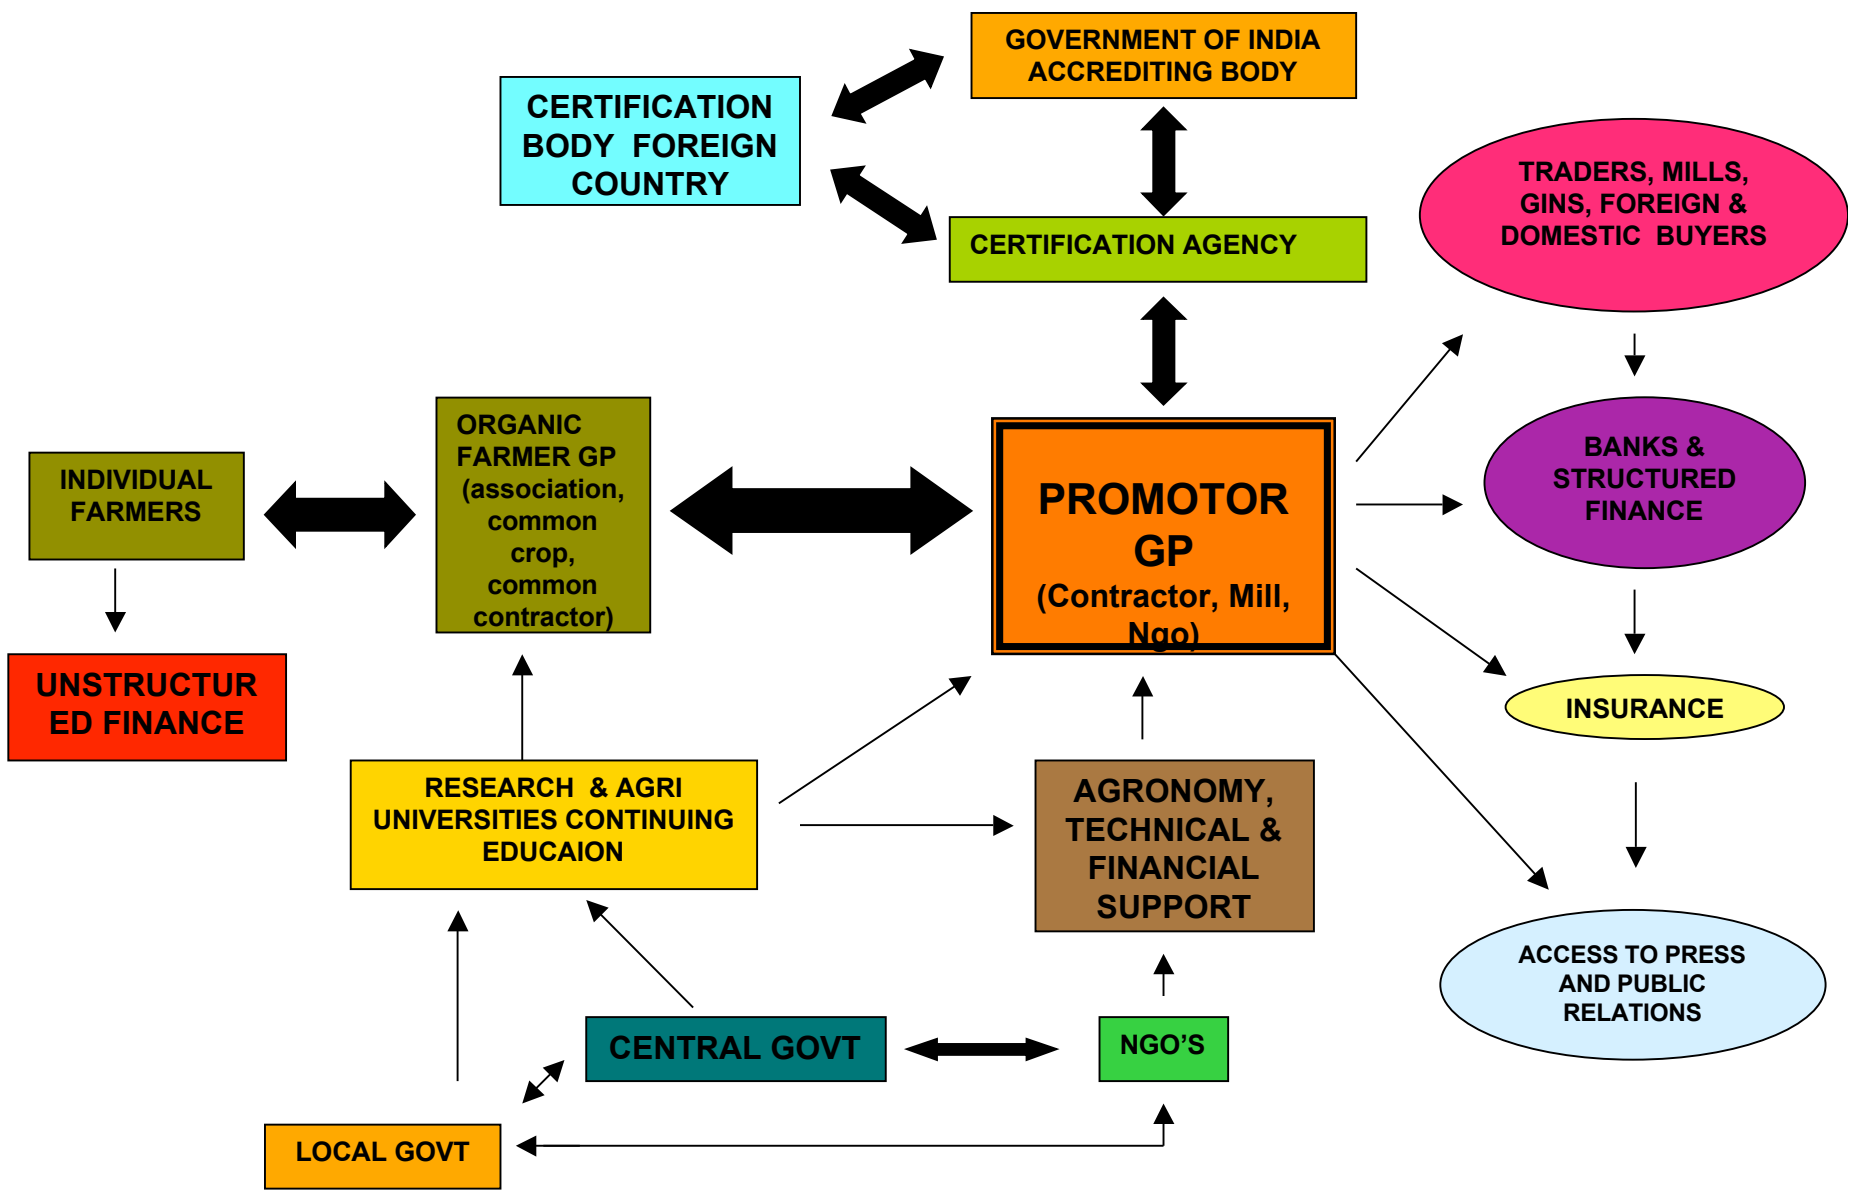 GOVERNMENT OF INDIA
ACCREDITING BODY
CERTIFICATION
BODY  FOREIGN
COUNTRY
TRADERS, MILLS,
GINS, FOREIGN &
DOMESTIC  BUYERS
CERTIFICATION AGENCY
ORGANIC
FARMER GP
(association,
common
crop,
common
contractor)
INDIVIDUAL
FARMERS
PROMOTOR
GP
(Contractor, Mill,
Ngo)
BANKS &
STRUCTURED
FINANCE
UNSTRUCTUR
ED FINANCE
INSURANCE
RESEARCH  & AGRI
UNIVERSITIES CONTINUING
EDUCAION
AGRONOMY,
TECHNICAL &
FINANCIAL
SUPPORT
ACCESS TO PRESS
AND PUBLIC
RELATIONS
CENTRAL GOVT
NGO'S
LOCAL GOVT